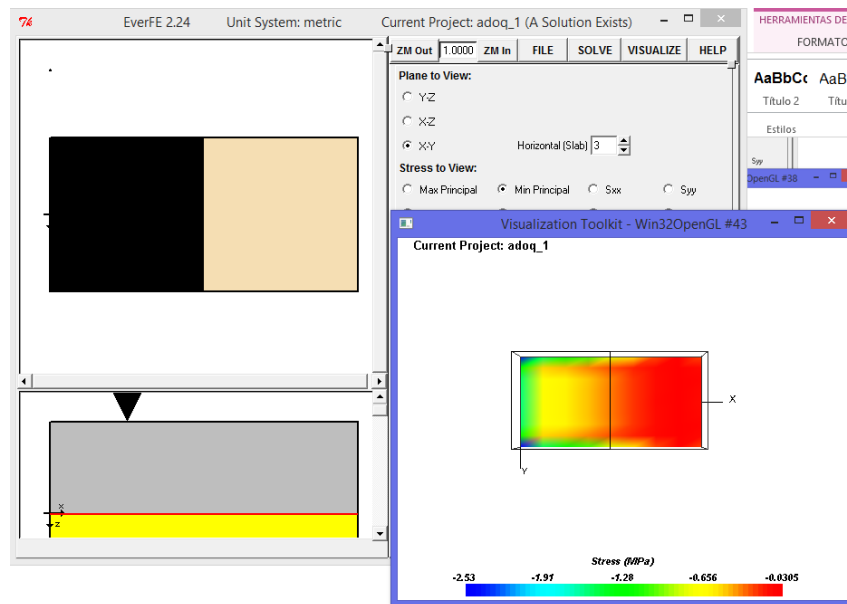 EverFE 2.24 Unit System: metric Current Project: adoq_1 (A Solution Exists)
ZM Out 1.0000 ZM In FILE SOLVE VISUALIZE HELP
Plane to View:
Y-Z
X-Z
X-Y Horizontal (Slab) 3
Stress to View:
Max Principal Min Principal Sxx Syy
HERRAMIENTAS DE
FORMATO
AaBbCc AaB
Título 2 Títu
Estilos
Syy
OpenGL #38
Visualization Toolkit - Win32OpenGL #43
Current Project: adoq_1
X
Y
Stress (MPa)
-2.53 -1.91 -1.28 -0.656 -0.0305
x
z